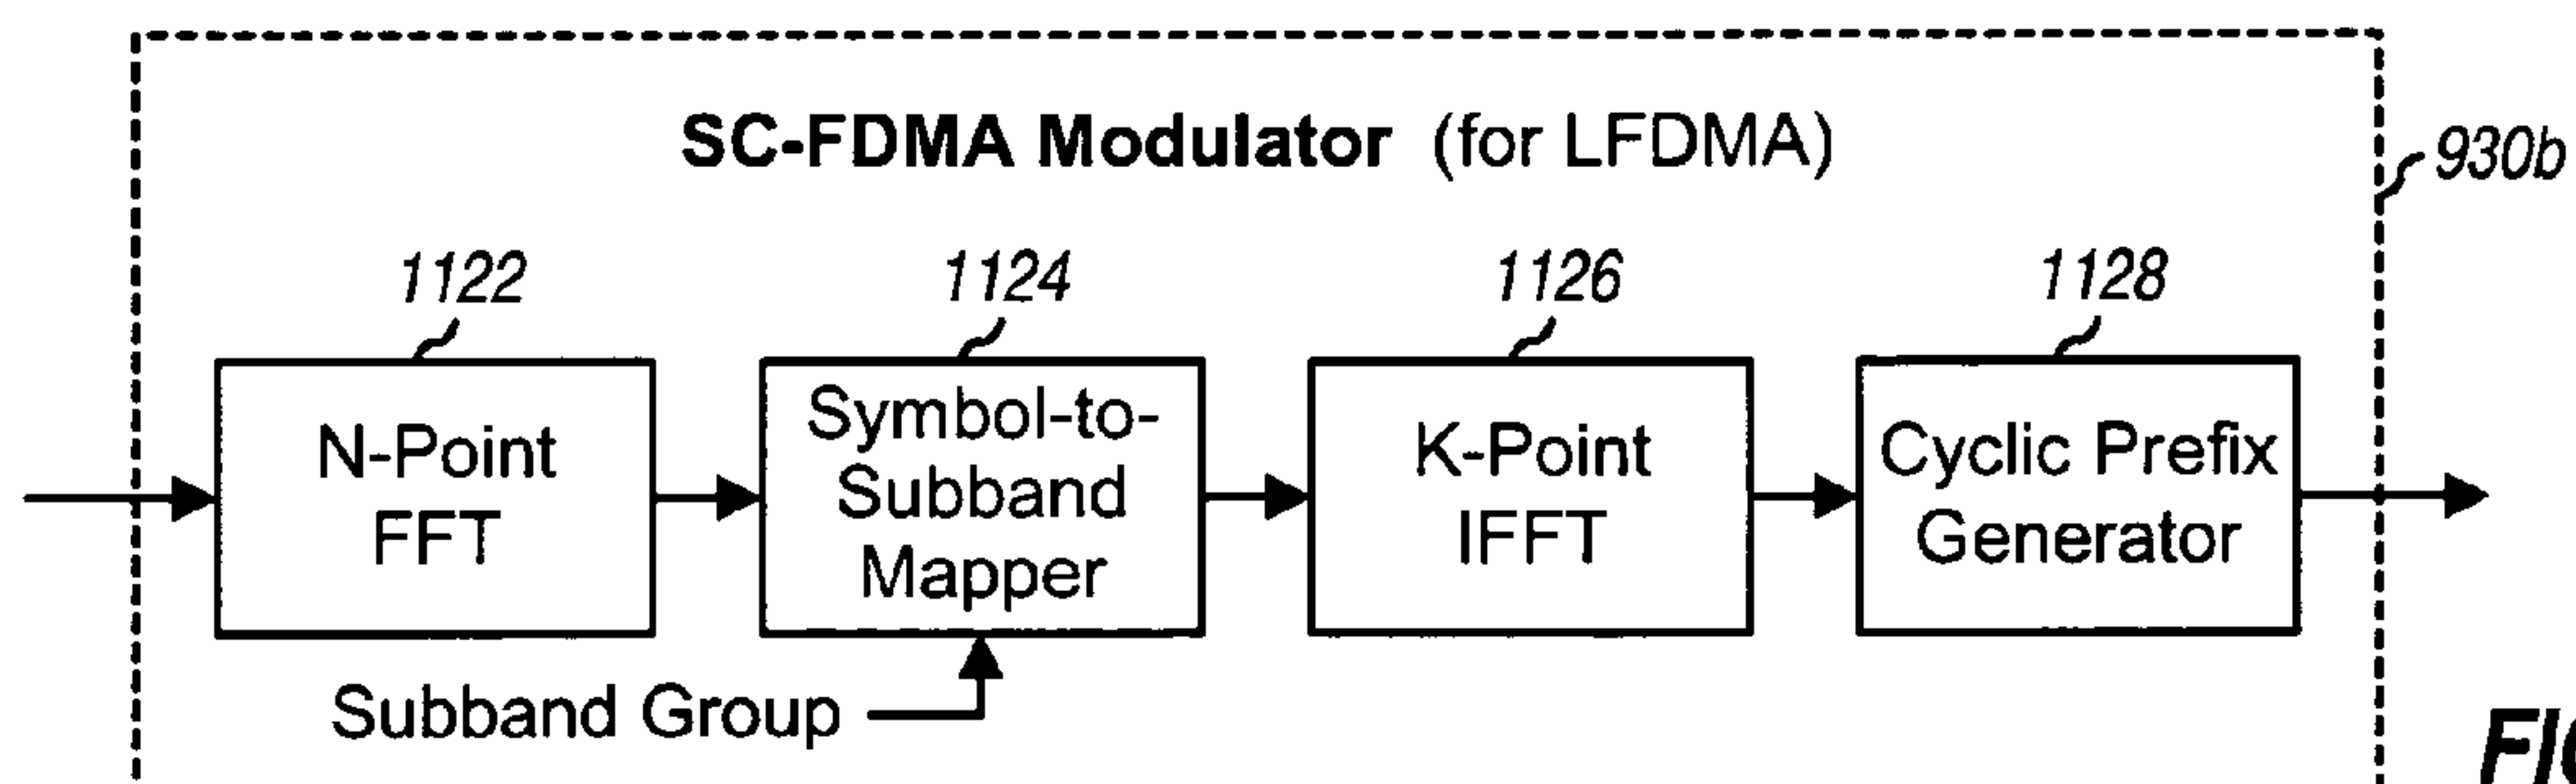 SC-FDMA Modulator (for LFDMA)
930b
1122
1124
1126
1128
N-Point
FFT
Symbol-to-
Subband
Mapper
K-Point
IFFT
Cyclic Prefix
Generator
Subband Group